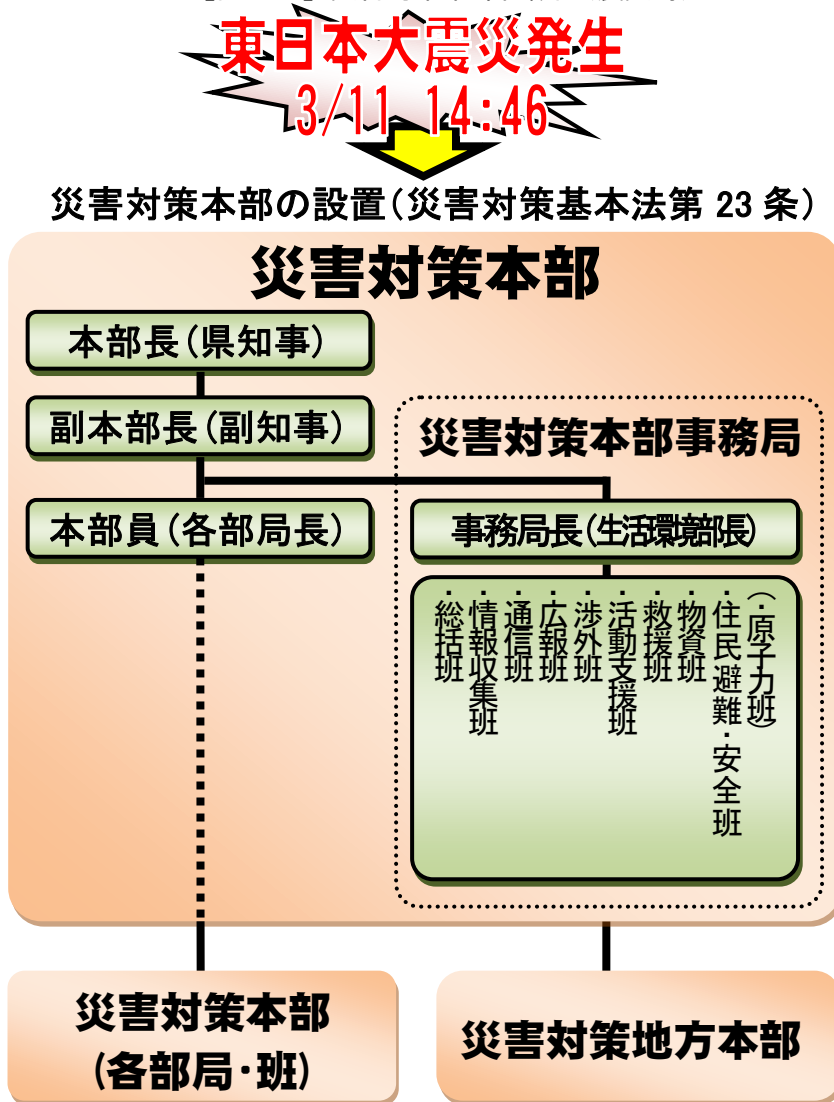 東日本大震災発生
3/11 14:46
災害対策本部の設置(災害対策基本法第 23 条)
災害対策本部
本部長(県知事)
副本部長(副知事)
災害対策本部事務局
本部員(各部局長)
事務局長(生活環境部長)
・総括班
・情報収集班
・通信班
・広報班
・渉外班
・活動支援班
・救援班
・物資班
・住民避難・安全班
(・原子力班)
災害対策本部
(各部局・班)
災害対策地方本部